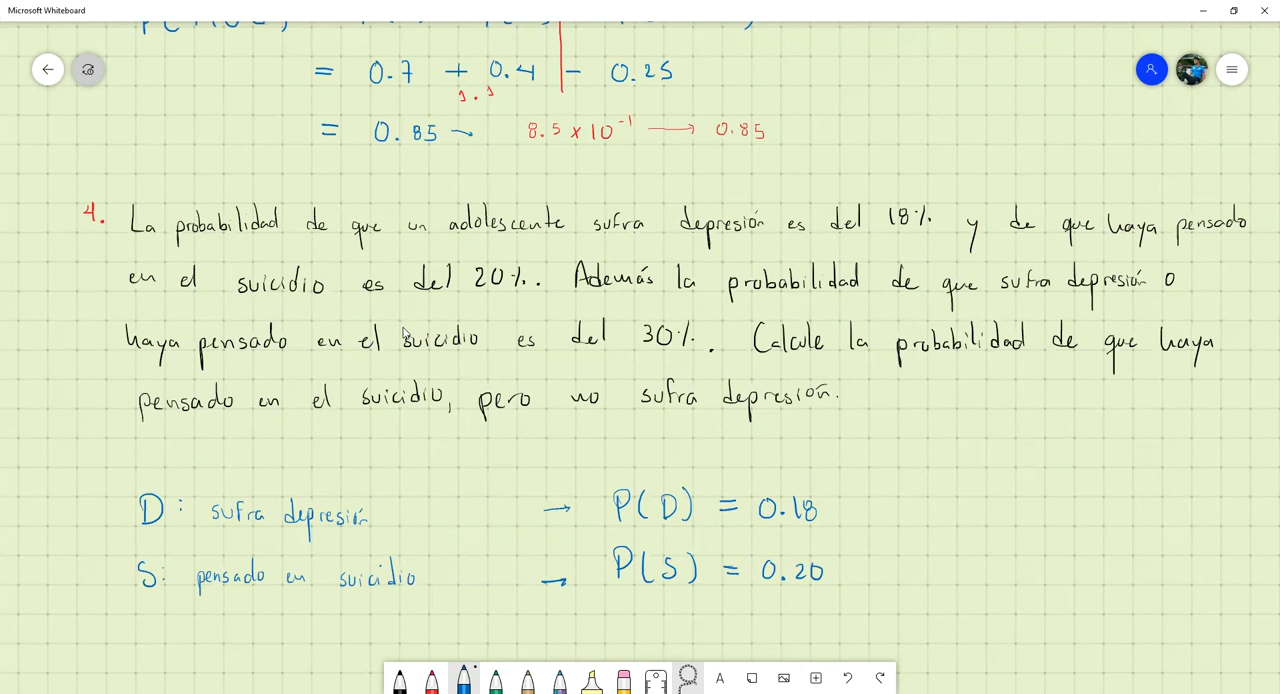 Microsoft Whiteboard
= 0.7 + 0.4 - 0.25
1.1
= 0.85 → 8.5 x 10⁻¹ → 0.85
4. La probabilidad de que un adolescente sufra depresión es del 18% y de que haya pensado
en el suicidio es del 20%. Además la probabilidad de que sufra depresión o
haya pensado en el suicidio es del 30%. Calcule la probabilidad de que haya
pensado en el suicidio, pero no sufra depresión.
D: sufra depresión → P(D) = 0.18
S: pensado en suicidio → P(S) = 0.20
A